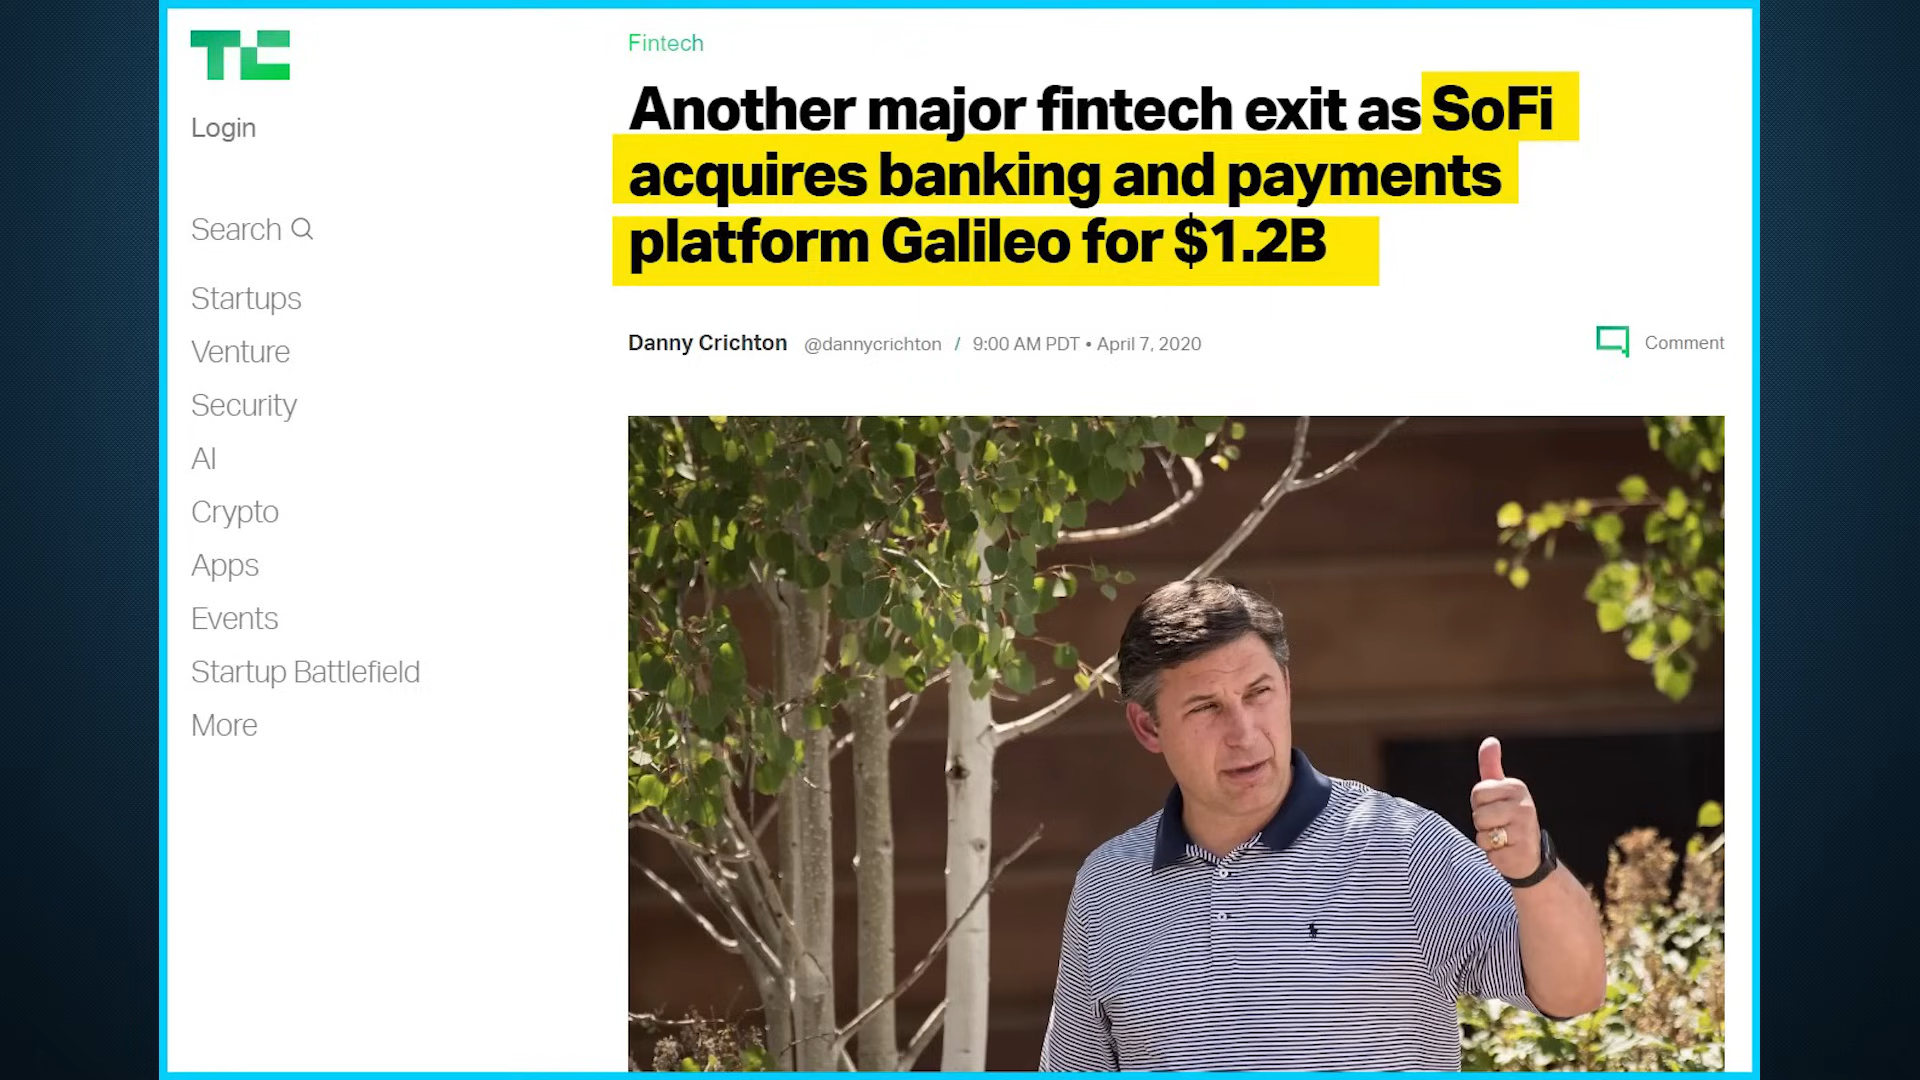 TC
Login
Search
Startups
Venture
Security
AI
Crypto
Apps
Events
Startup Battlefield
More
Fintech
Another major fintech exit as SoFi
acquires banking and payments
platform Galileo for $1.2B
Danny Crichton @dannycrichton / 9:00 AM PDT • April 7, 2020
Comment